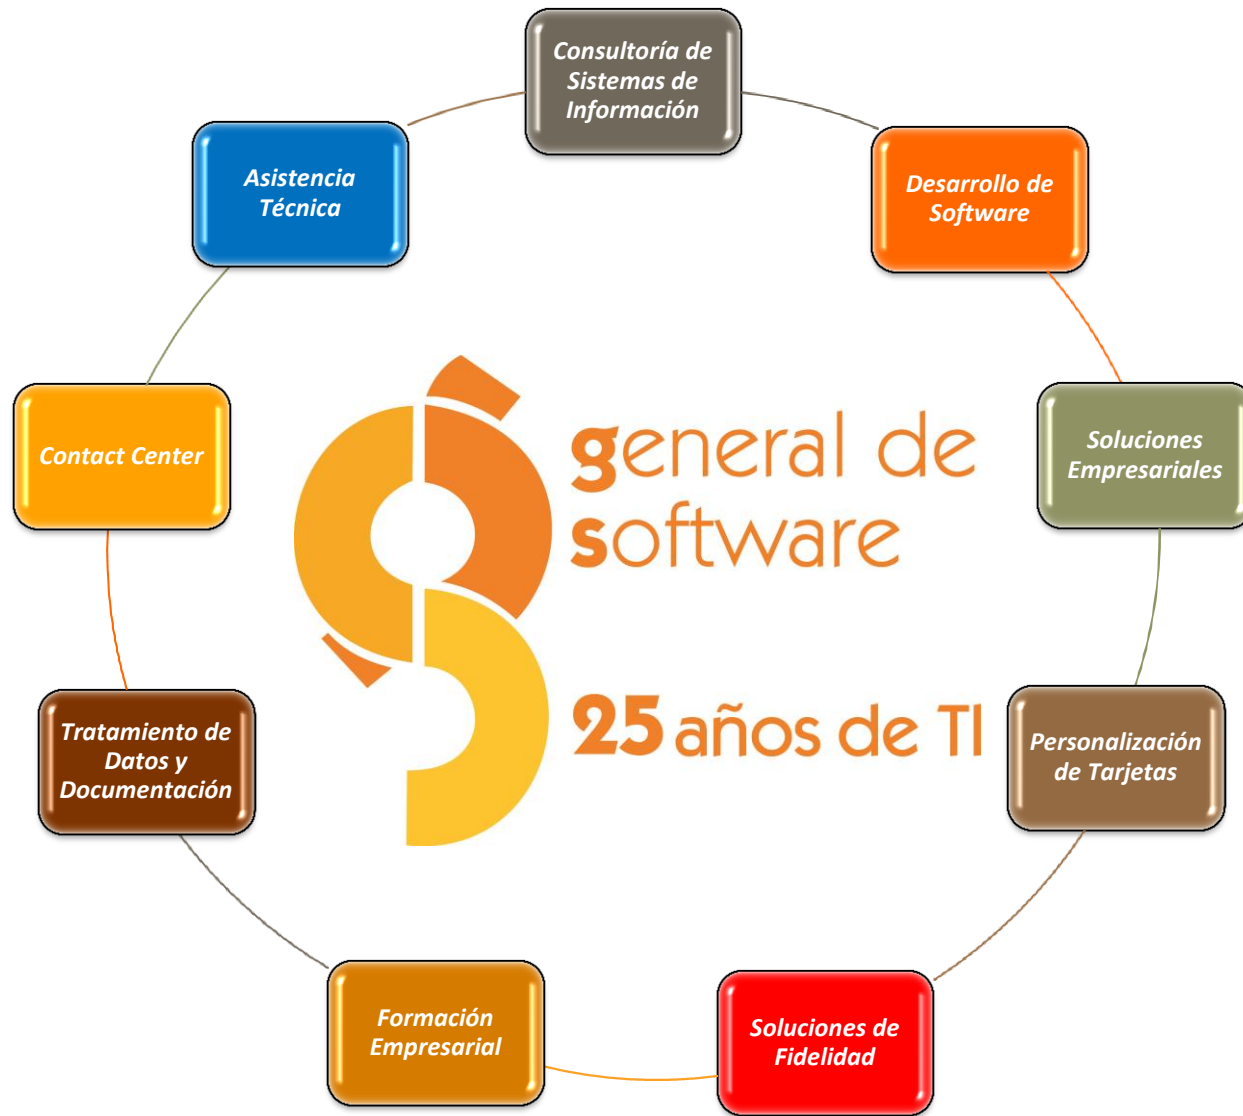 Consultoría de
Sistemas de
Información
Desarrollo de
Software
Soluciones
Empresariales
Personalización
de Tarjetas
Soluciones de
Fidelidad
Formación
Empresarial
Tratamiento de
Datos y
Documentación
Contact Center
Asistencia
Técnica
general de
software
25 años de TI